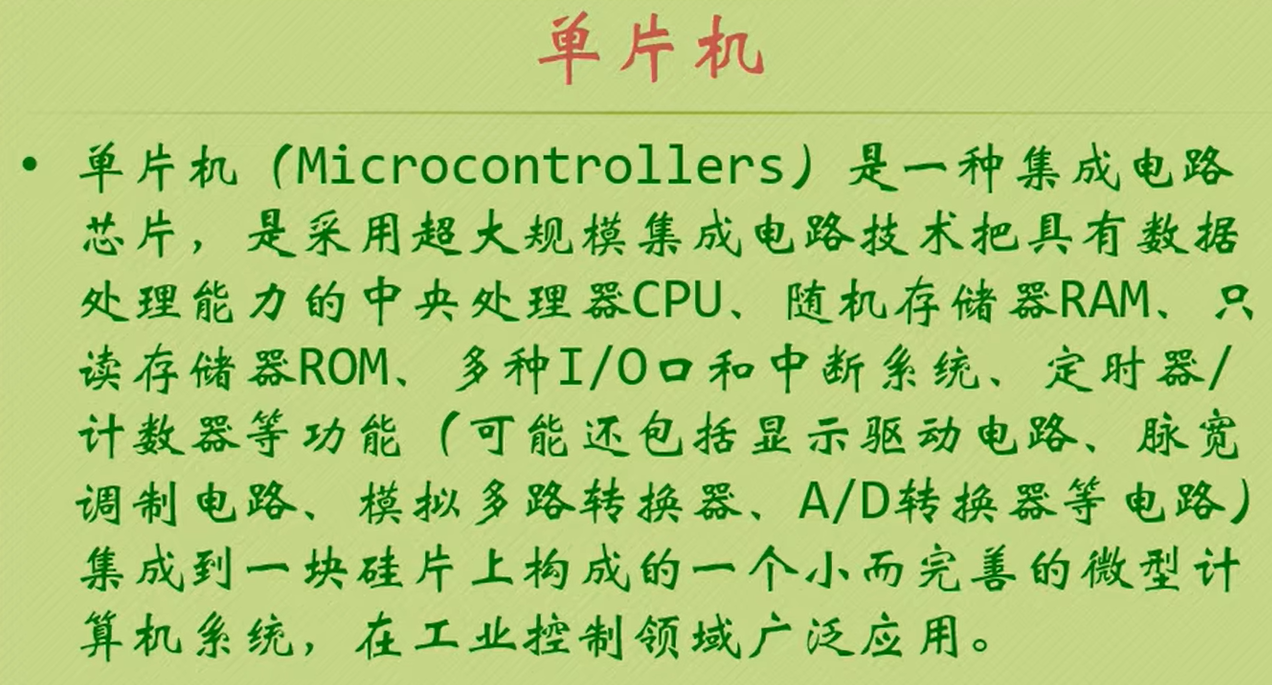 单片机
• 单片机（Microcontrollers）是一种集成电路
芯片，是采用超大规模集成电路技术把具有数据
处理能力的中央处理器CPU、随机存储器RAM、只
读存储器ROM、多种I/O口和中断系统、定时器/
计数器等功能（可能还包括显示驱动电路、脉宽
调制电路、模拟多路转换器、A/D转换器等电路）
集成到一块硅片上构成的一个小而完善的微型计
算机系统，在工业控制领域广泛应用。